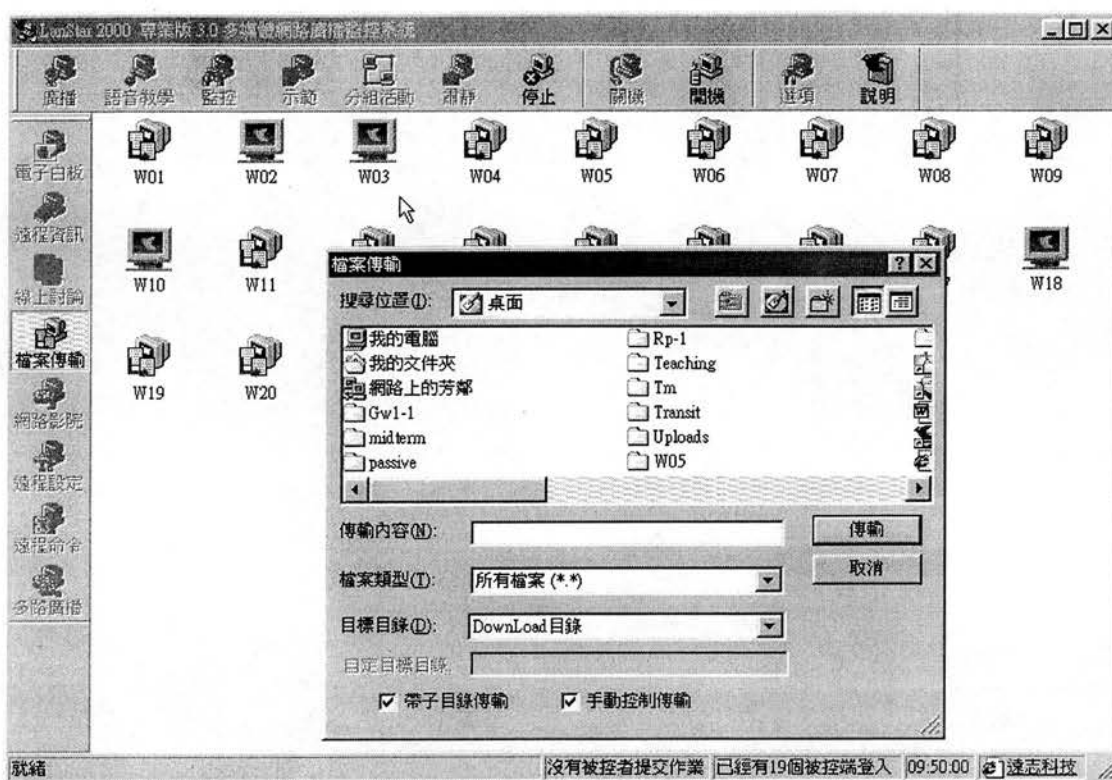 LanStar 2000 專業版 3.0 多媒體網路廣播監控系統
廣播 語音教學 監控 示範 分組活動 肅靜 停止 關機 開機 選項 說明
電子白板
遠程資訊
線上討論
檔案傳輸
網路影院
遠程設定
遠程命令
多路廣播
W01 W02 W03 W04 W05 W06 W07 W08 W09
W10 W11 W18
W19 W20
檔案傳輸
搜尋位置(I): 桌面
我的電腦
我的文件夾
網路上的芳鄰
Gw1-1
midterm
passive
Rp-1
Teaching
Tm
Transit
Uploads
W05
傳輸內容(N): 傳輸
檔案類型(T): 所有檔案 (*.*) 取消
目標目錄(D): DownLoad目錄
自定目標目錄:
帶子目錄傳輸 手動控制傳輸
就緒 沒有被控者提交作業 已經有19個被控端登入 09:50:00 遠志科技